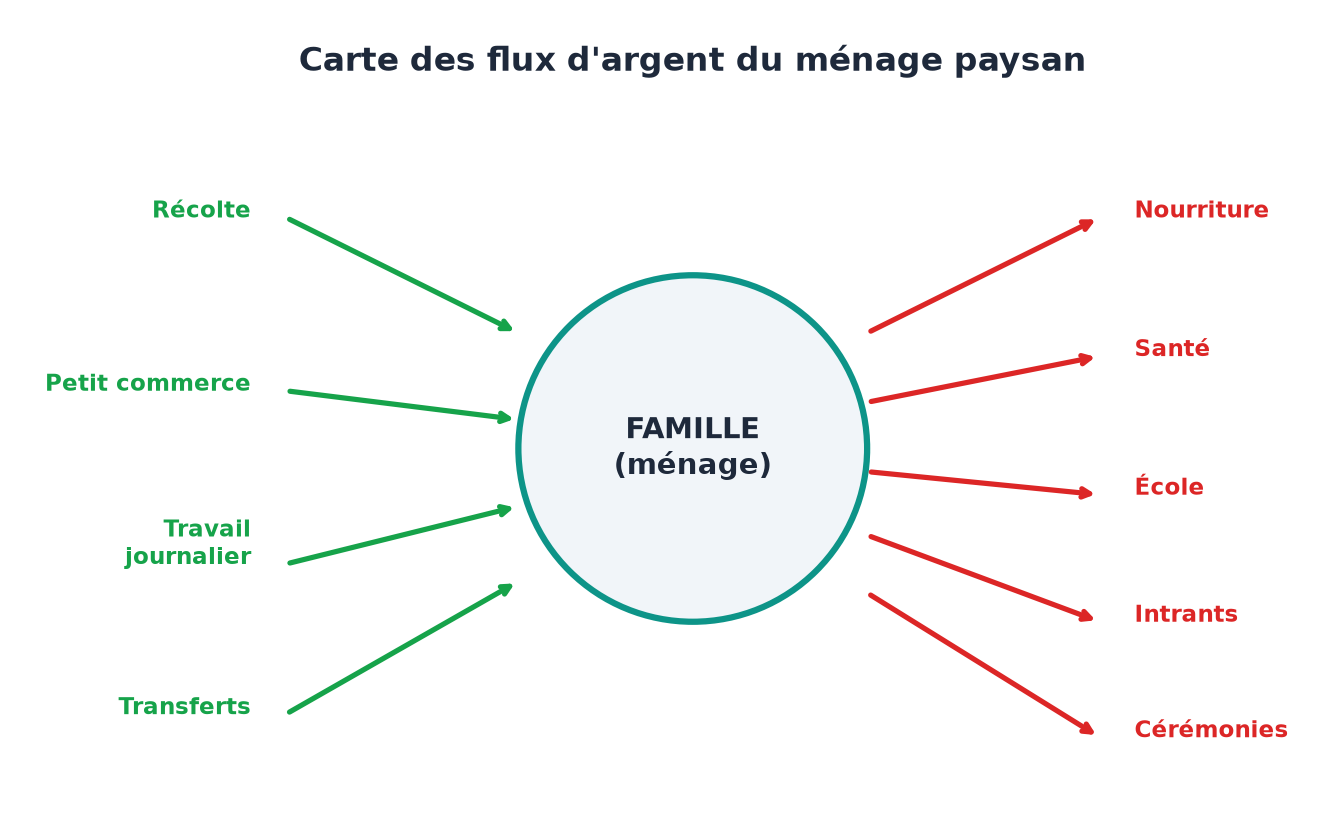 Carte des flux d'argent du ménage paysan
Récolte
Petit commerce
Travail
journalier
Transferts
FAMILLE
(ménage)
Nourriture
Santé
École
Intrants
Cérémonies